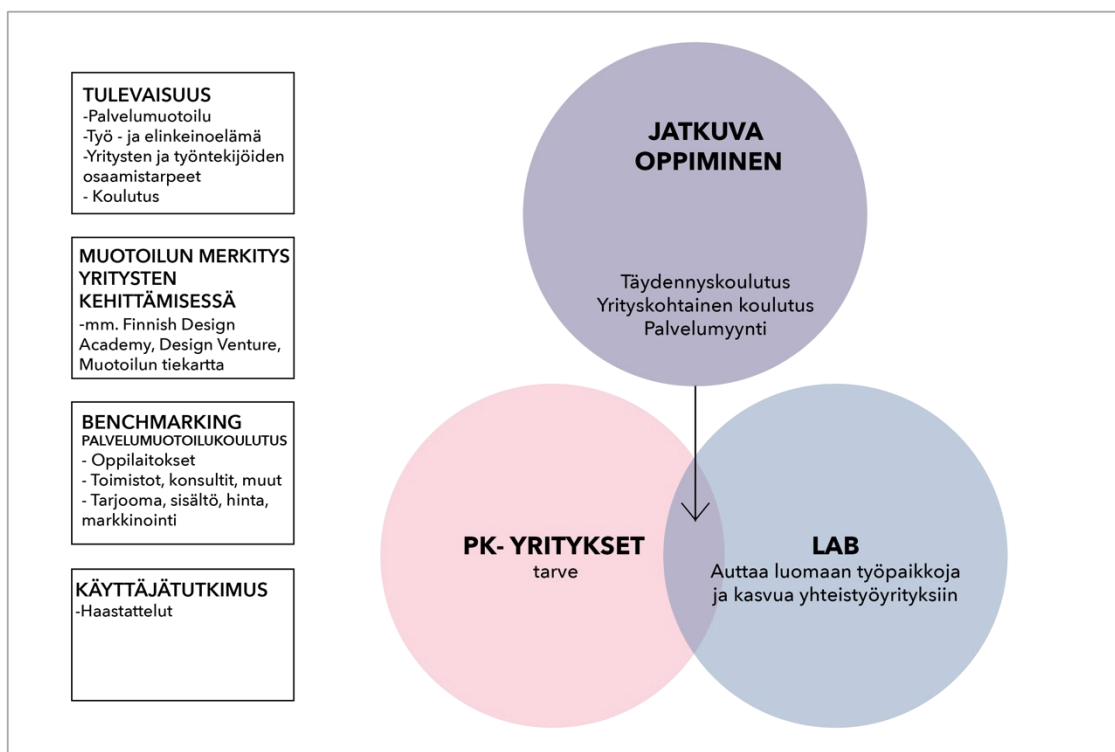 TULEVAISUUS
-Palvelumuotoilu
-Työ - ja elinkeinoelämä
-Yritysten ja työntekijöiden
osaamistarpeet
- Koulutus
MUOTOILUN MERKITYS
YRITYSTEN
KEHITTÄMISESSÄ
-mm. Finnish Design
Academy, Design Venture,
Muotoilun tiekartta
BENCHMARKING
PALVELUMUOTOILUKOULUTUS
- Oppilaitokset
- Toimistot, konsultit, muut
- Tarjooma, sisältö, hinta,
markkinointi
KÄYTTÄJÄTUTKIMUS
-Haastattelut
JATKUVA
OPPIMINEN
Täydennyskoulutus
Yrityskohtainen koulutus
Palvelumyynti
PK- YRITYKSET
tarve
LAB
Auttaa luomaan työpaikkoja
ja kasvua yhteistyöyrityksiin